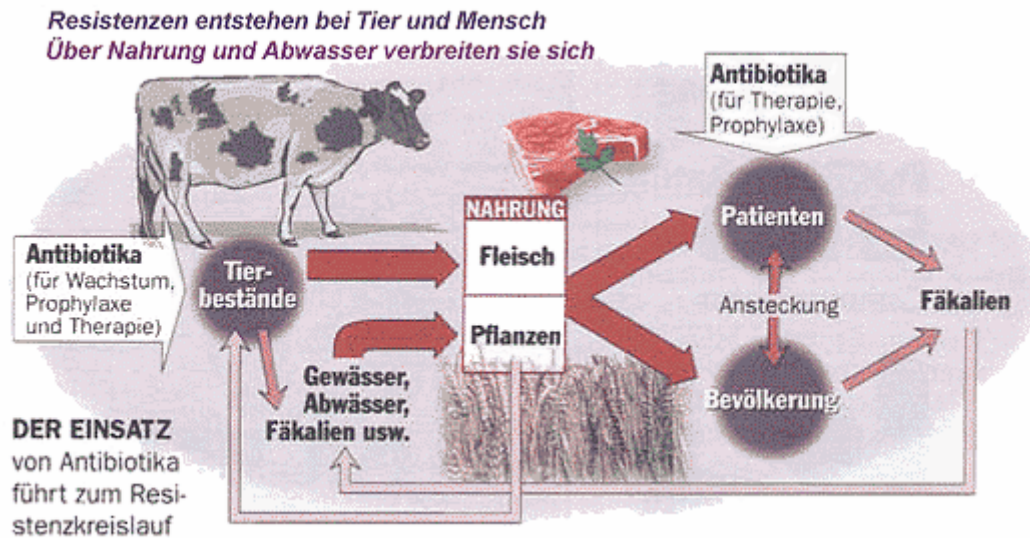 Resistenzen entstehen bei Tier und Mensch
Über Nahrung und Abwasser verbreiten sie sich
Antibiotika
(für Therapie,
Prophylaxe)
NAHRUNG
Patienten
Antibiotika
(für Wachstum,
Prophylaxe
und Therapie)
Tier-
bestände
Fleisch
Ansteckung
Fäkalien
Pflanzen
Gewässer,
Abwässer,
Fäkalien usw.
Bevölkerung
DER EINSATZ
von Antibiotika
führt zum Resi-
stenzkreislauf